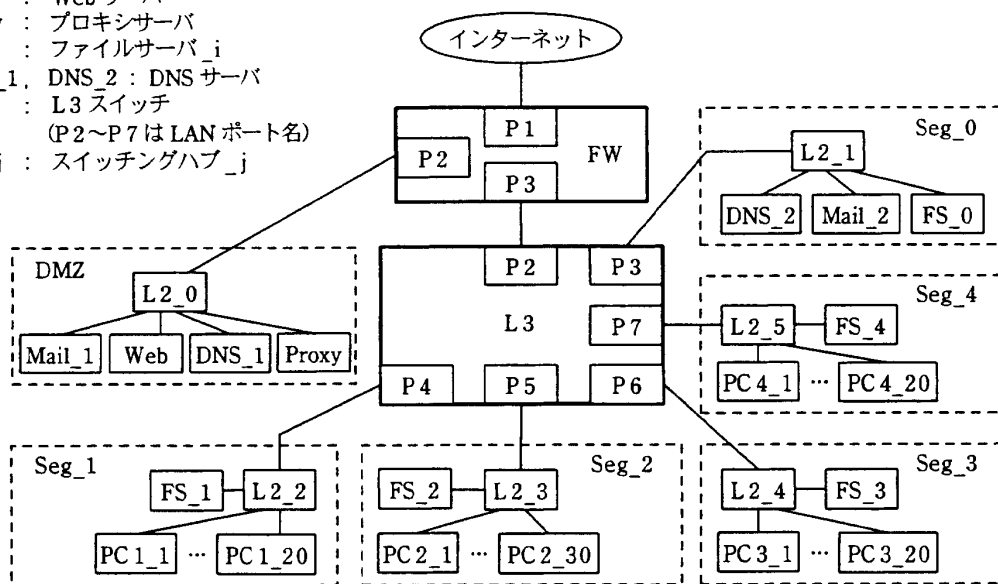 : プロキシサーバ
: ファイルサーバ_i
_1, DNS_2 : DNS サーバ
: L3 スイッチ
(P2～P7 は LAN ポート名)
: スイッチングハブ_j
インターネット
P1
P2
FW
P3
Seg_0
L2_1
DNS_2
Mail_2
FS_0
DMZ
L2_0
Mail_1
Web
DNS_1
Proxy
P2
P3
L3
P7
P4
P5
P6
Seg_4
L2_5
FS_4
PC4_1
…
PC4_20
Seg_1
FS_1
L2_2
PC1_1
…
PC1_20
Seg_2
FS_2
L2_3
PC2_1
…
PC2_30
Seg_3
L2_4
FS_3
PC3_1
…
PC3_20